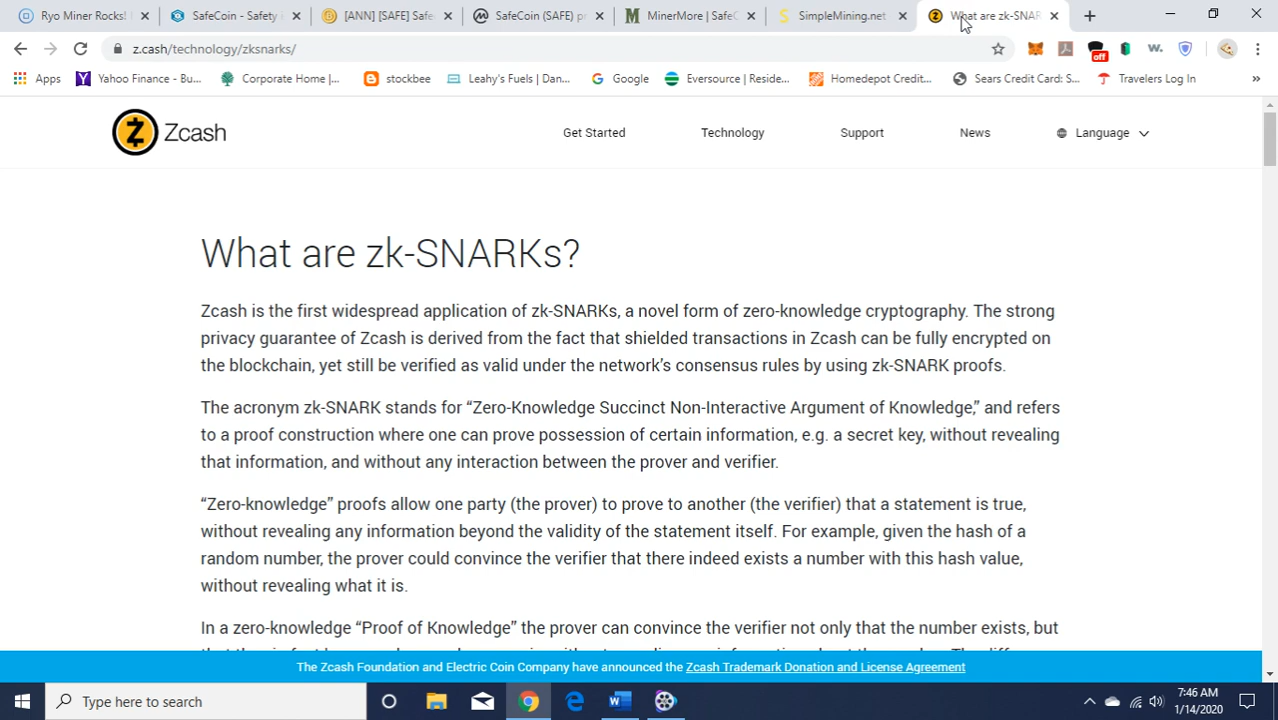 Ryo Miner Rocks!
SafeCoin - Safety i
[ANN] [SAFE] Safe
SafeCoin (SAFE) pr
MinerMore | SafeC
SimpleMining.net
What are zk-SNAR
z.cash/technology/zksnarks/
off
w.
Apps
Yahoo Finance - Bu...
Corporate Home |...
stockbee
Leahy's Fuels | Dan...
Google
Eversource | Reside...
Homedepot Credit...
Sears Credit Card: S...
Travelers Log In
»
Zcash
Get Started
Technology
Support
News
Language
What are zk-SNARKs?
Zcash is the first widespread application of zk-SNARKs, a novel form of zero-knowledge cryptography. The strong
privacy guarantee of Zcash is derived from the fact that shielded transactions in Zcash can be fully encrypted on
the blockchain, yet still be verified as valid under the network’s consensus rules by using zk-SNARK proofs.
The acronym zk-SNARK stands for “Zero-Knowledge Succinct Non-Interactive Argument of Knowledge,” and refers
to a proof construction where one can prove possession of certain information, e.g. a secret key, without revealing
that information, and without any interaction between the prover and verifier.
“Zero-knowledge” proofs allow one party (the prover) to prove to another (the verifier) that a statement is true,
without revealing any information beyond the validity of the statement itself. For example, given the hash of a
random number, the prover could convince the verifier that there indeed exists a number with this hash value,
without revealing what it is.
In a zero-knowledge “Proof of Knowledge” the prover can convince the verifier not only that the number exists, but
The Zcash Foundation and Electric Coin Company have announced the Zcash Trademark Donation and License Agreement
Type here to search
7:46 AM
1/14/2020